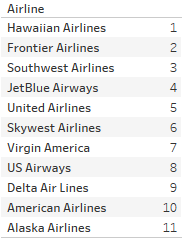 Airline
Hawaiian Airlines 1
Frontier Airlines 2
Southwest Airlines 3
JetBlue Airways 4
United Airlines 5
Skywest Airlines 6
Virgin America 7
US Airways 8
Delta Air Lines 9
American Airlines 10
Alaska Airlines 11